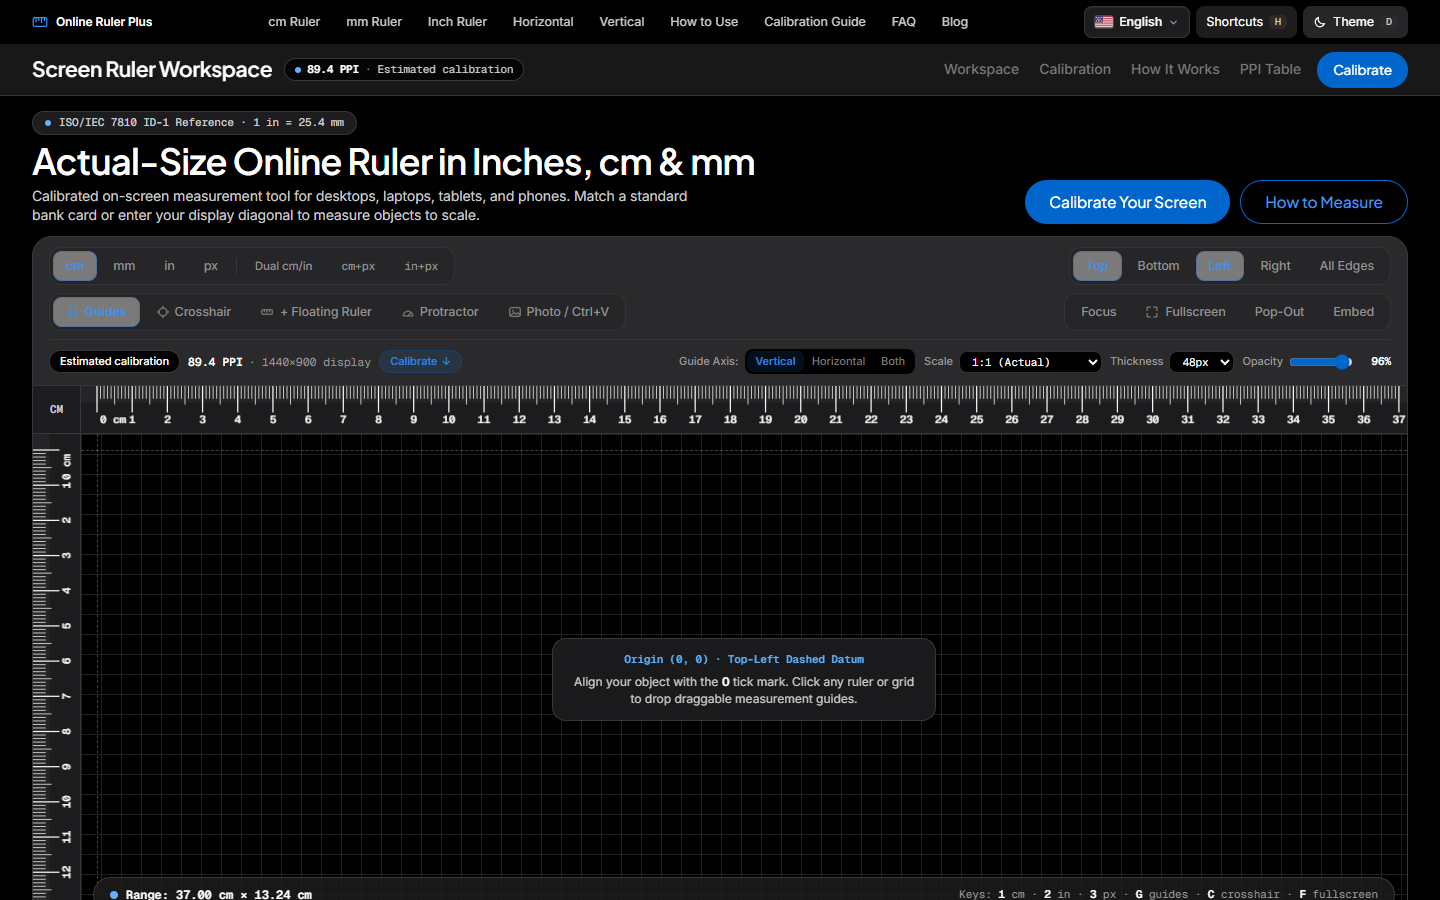 Online Ruler Plus cm Ruler mm Ruler Inch Ruler Horizontal Vertical How to Use Calibration Guide FAQ Blog English Shortcuts H Theme D
Screen Ruler Workspace 89.4 PPI · Estimated calibration Workspace Calibration How It Works PPI Table Calibrate
ISO/IEC 7810 ID-1 Reference · 1 in = 25.4 mm
Actual-Size Online Ruler in Inches, cm & mm
Calibrated on-screen measurement tool for desktops, laptops, tablets, and phones. Match a standard
bank card or enter your display diagonal to measure objects to scale.
Calibrate Your Screen How to Measure
cm mm in px Dual cm/in cm+px in+px Top Bottom Left Right All Edges
Guides Crosshair + Floating Ruler Protractor Photo / Ctrl+V Focus Fullscreen Pop-Out Embed
Estimated calibration 89.4 PPI · 1440×900 display Calibrate ↓ Guide Axis: Vertical Horizontal Both Scale 1:1 (Actual) Thickness 48px Opacity 96%
CM 0 cm 1 2 3 4 5 6 7 8 9 10 11 12 13 14 15 16 17 18 19 20 21 22 23 24 25 26 27 28 29 30 31 32 33 34 35 36 37
0 cm
1
2
3
4
5
6
7
8
9
10
11
12
Origin (0, 0) · Top-Left Dashed Datum
Align your object with the 0 tick mark. Click any ruler or grid
to drop draggable measurement guides.
Range: 37.00 cm × 13.24 cm Keys: 1 cm · 2 in · 3 px · G guides · C crosshair · F fullscreen